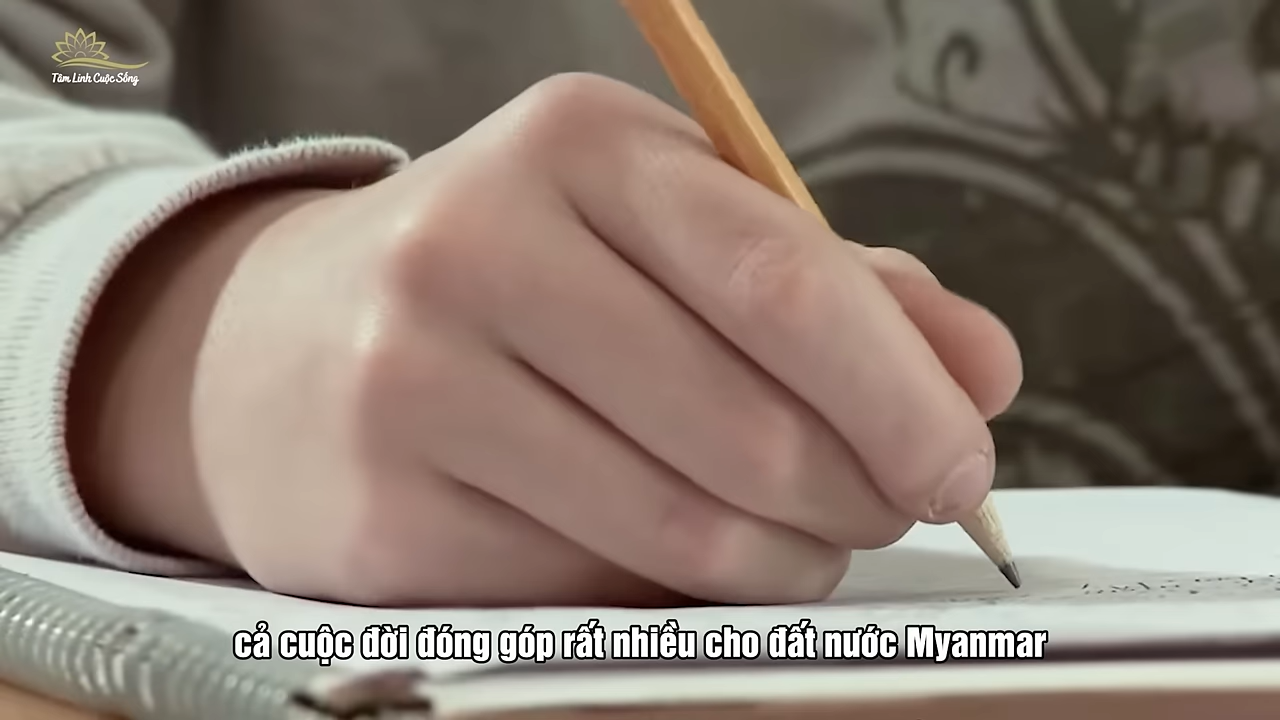 Tâm Linh Cuộc Sống
cả cuộc đời đóng góp rất nhiều cho đất nước Myanmar